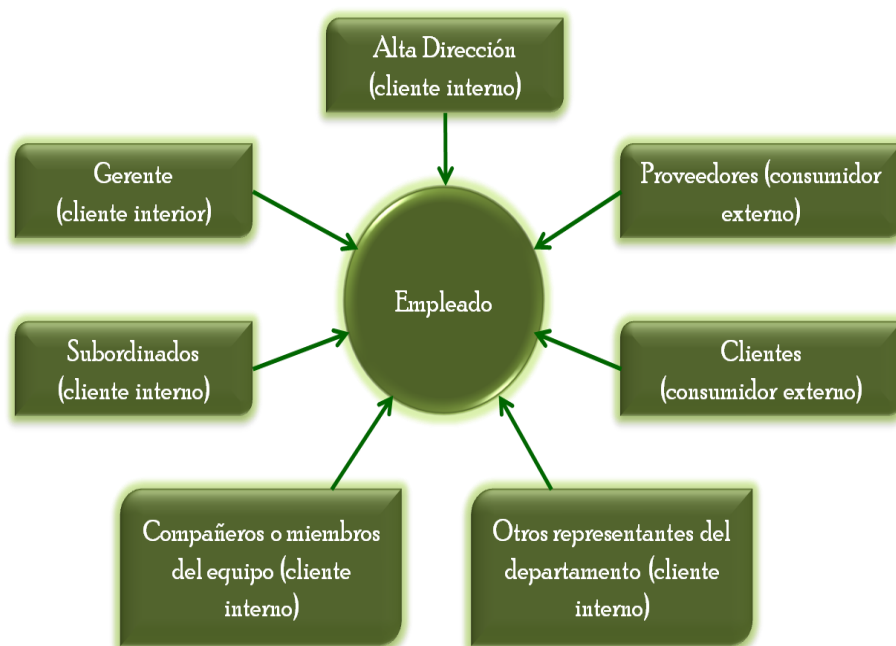 Alta Dirección
(cliente interno)
Gerente
(cliente interior)
Proveedores (consumidor
externo)
Empleado
Subordinados
(cliente interno)
Clientes
(consumidor externo)
Compañeros o miembros
del equipo (cliente
interno)
Otros representantes del
departamento (cliente
interno)